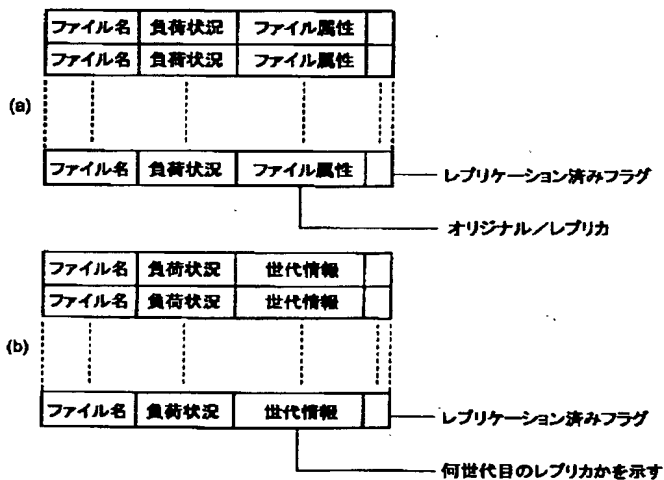 ファイル名 負荷状況 ファイル属性
ファイル名 負荷状況 ファイル属性
(a)
ファイル名 負荷状況 ファイル属性
レプリケーション済みフラグ
オリジナル/レプリカ
ファイル名 負荷状況 世代情報
ファイル名 負荷状況 世代情報
(b)
ファイル名 負荷状況 世代情報
レプリケーション済みフラグ
何世代目のレプリカかを示す